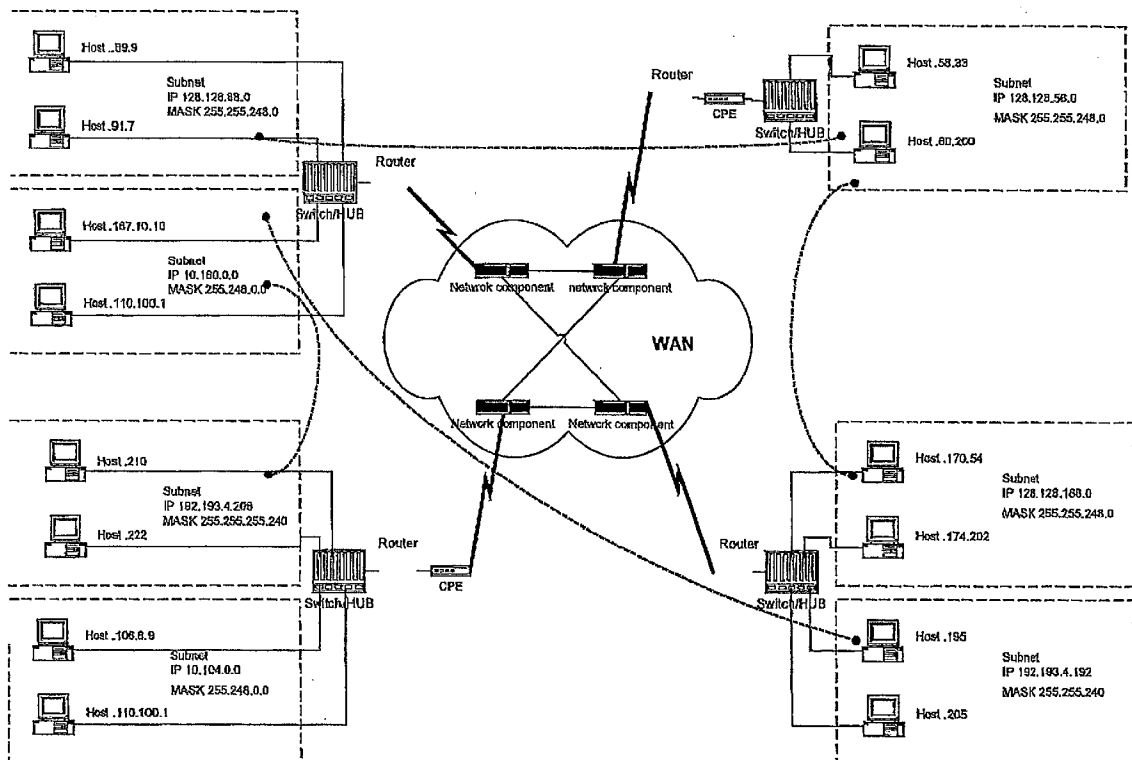 Host .89.9
Subnet
IP 128.128.88.0
MASK 255.255.248.0
Host .91.7
Router
Switch/HUB
Host .167.10.10
Subnet
IP 10.160.0.0
MASK 255.248.0.0
Host .110.100.1
Router
CPE
Switch/HUB
Host .58.33
Subnet
IP 128.128.56.0
MASK 255.255.248.0
Host .60.200
Network component
network component
WAN
Network component
Network component
Host .210
Subnet
IP 192.193.4.208
MASK 255.255.255.240
Host .222
Router
Switch/HUB
CPE
Host .106.8.9
Subnet
IP 10.104.0.0
MASK 255.248.0.0
Host .110.100.1
Router
Switch/HUB
Host .170.54
Subnet
IP 128.128.168.0
MASK 255.255.248.0
Host .174.202
Host .195
Subnet
IP 192.193.4.192
MASK 255.255.240
Host .205